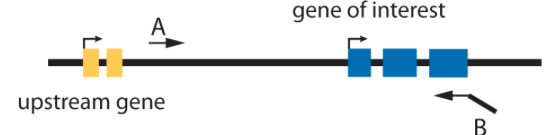 gene of interest
A
upstream gene
B